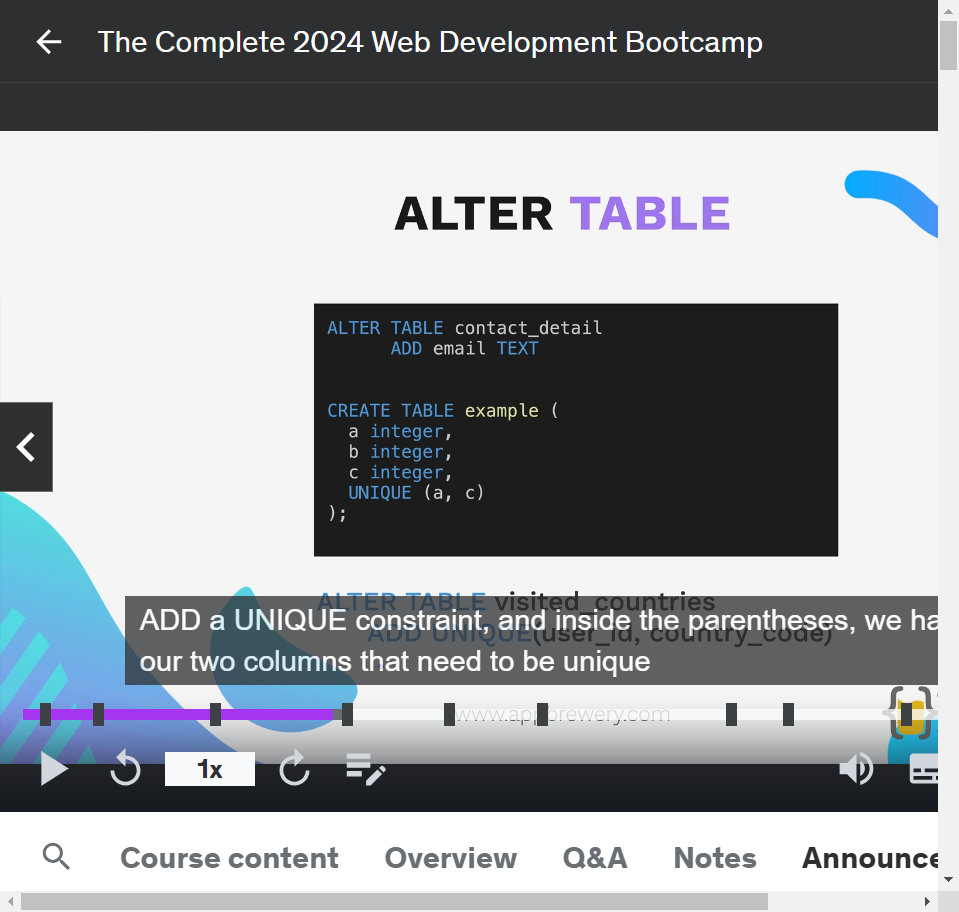 The Complete 2024 Web Development Bootcamp
ALTER TABLE
ALTER TABLE contact_detail
ADD email TEXT
CREATE TABLE example (
a integer,
b integer,
c integer,
UNIQUE (a, c)
);
ALTER TABLE visited_countries
ADD UNIQUE(user_id, country_code)
ADD a UNIQUE constraint, and inside the parentheses, we ha
our two columns that need to be unique
www.appbrewery.com
1x
Course content Overview Q&A Notes Announce